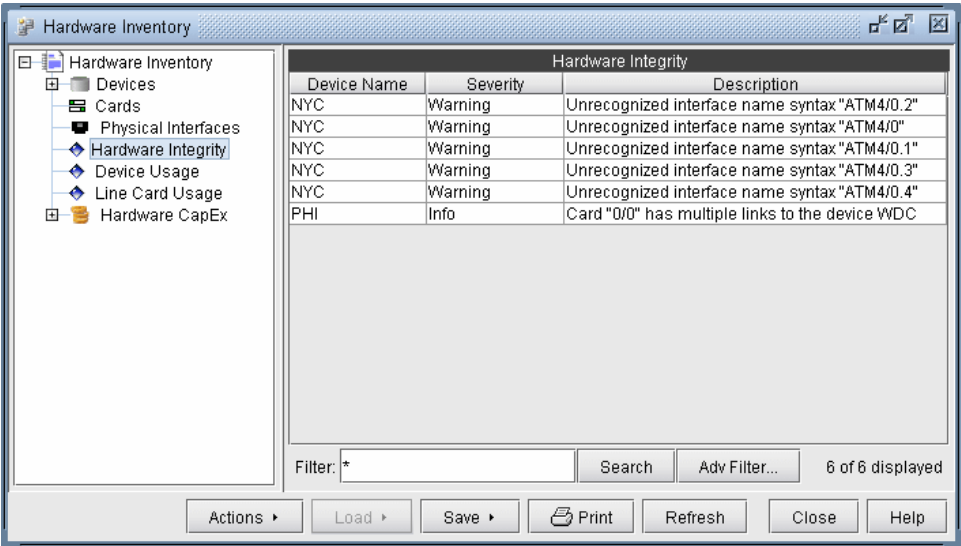 Hardware Inventory
Hardware Inventory
Devices
Cards
Physical Interfaces
Hardware Integrity
Device Usage
Line Card Usage
Hardware CapEx
Hardware Integrity
Device Name Severity Description
NYC Warning Unrecognized interface name syntax "ATM4/0.2"
NYC Warning Unrecognized interface name syntax "ATM4/0"
NYC Warning Unrecognized interface name syntax "ATM4/0.1"
NYC Warning Unrecognized interface name syntax "ATM4/0.3"
NYC Warning Unrecognized interface name syntax "ATM4/0.4"
PHI Info Card "0/0" has multiple links to the device WDC
Filter: * Search Adv Filter... 6 of 6 displayed
Actions Load Save Print Refresh Close Help